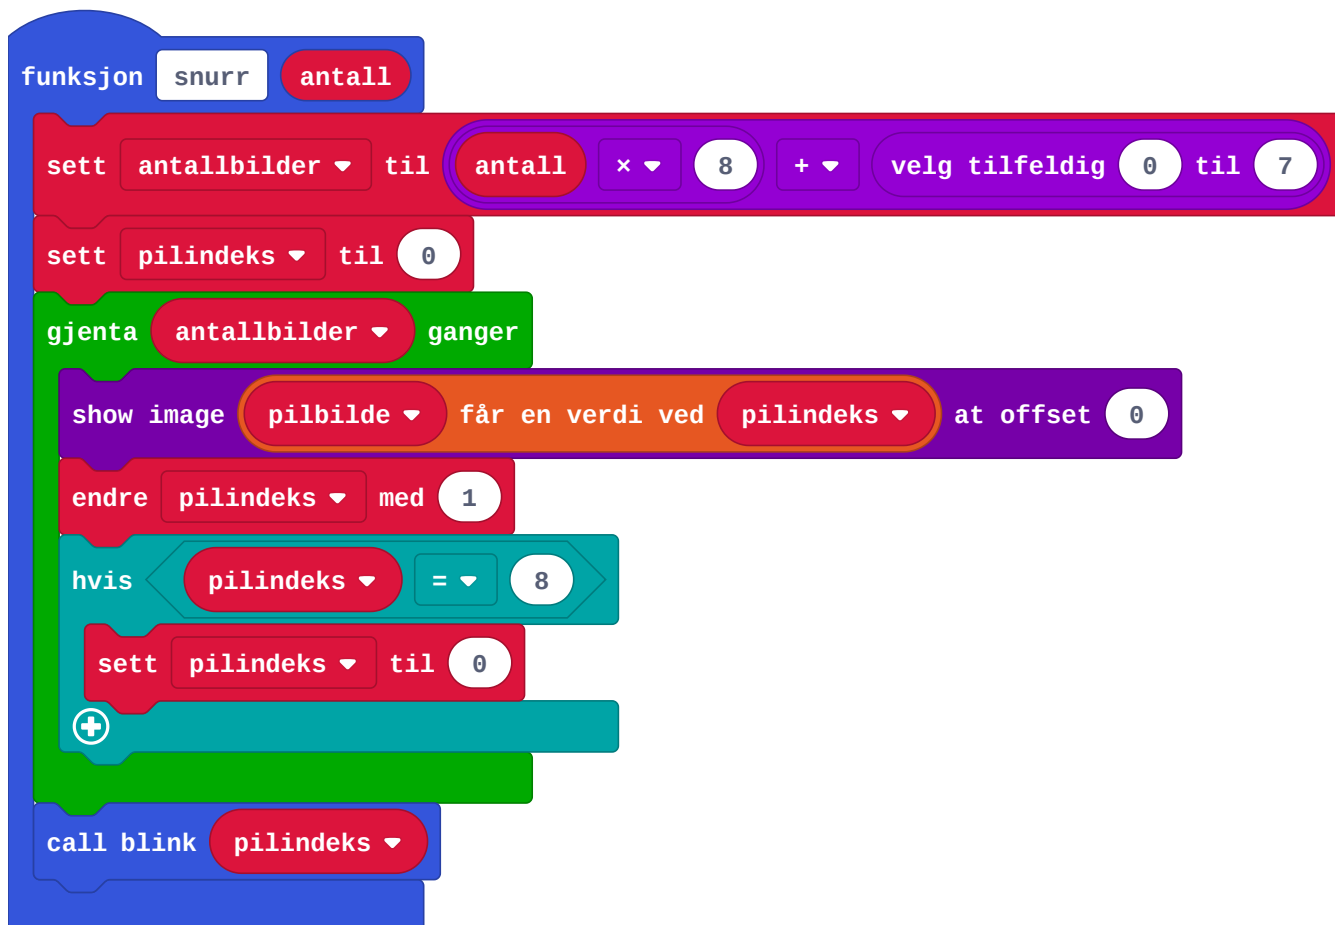 funksjon snurr antall
sett antallbilder til antall × 8 + velg tilfeldig 0 til 7
sett pilindeks til 0
gjenta antallbilder ganger
show image pilbilde får en verdi ved pilindeks at offset 0
endre pilindeks med 1
hvis pilindeks = 8
sett pilindeks til 0
call blink pilindeks